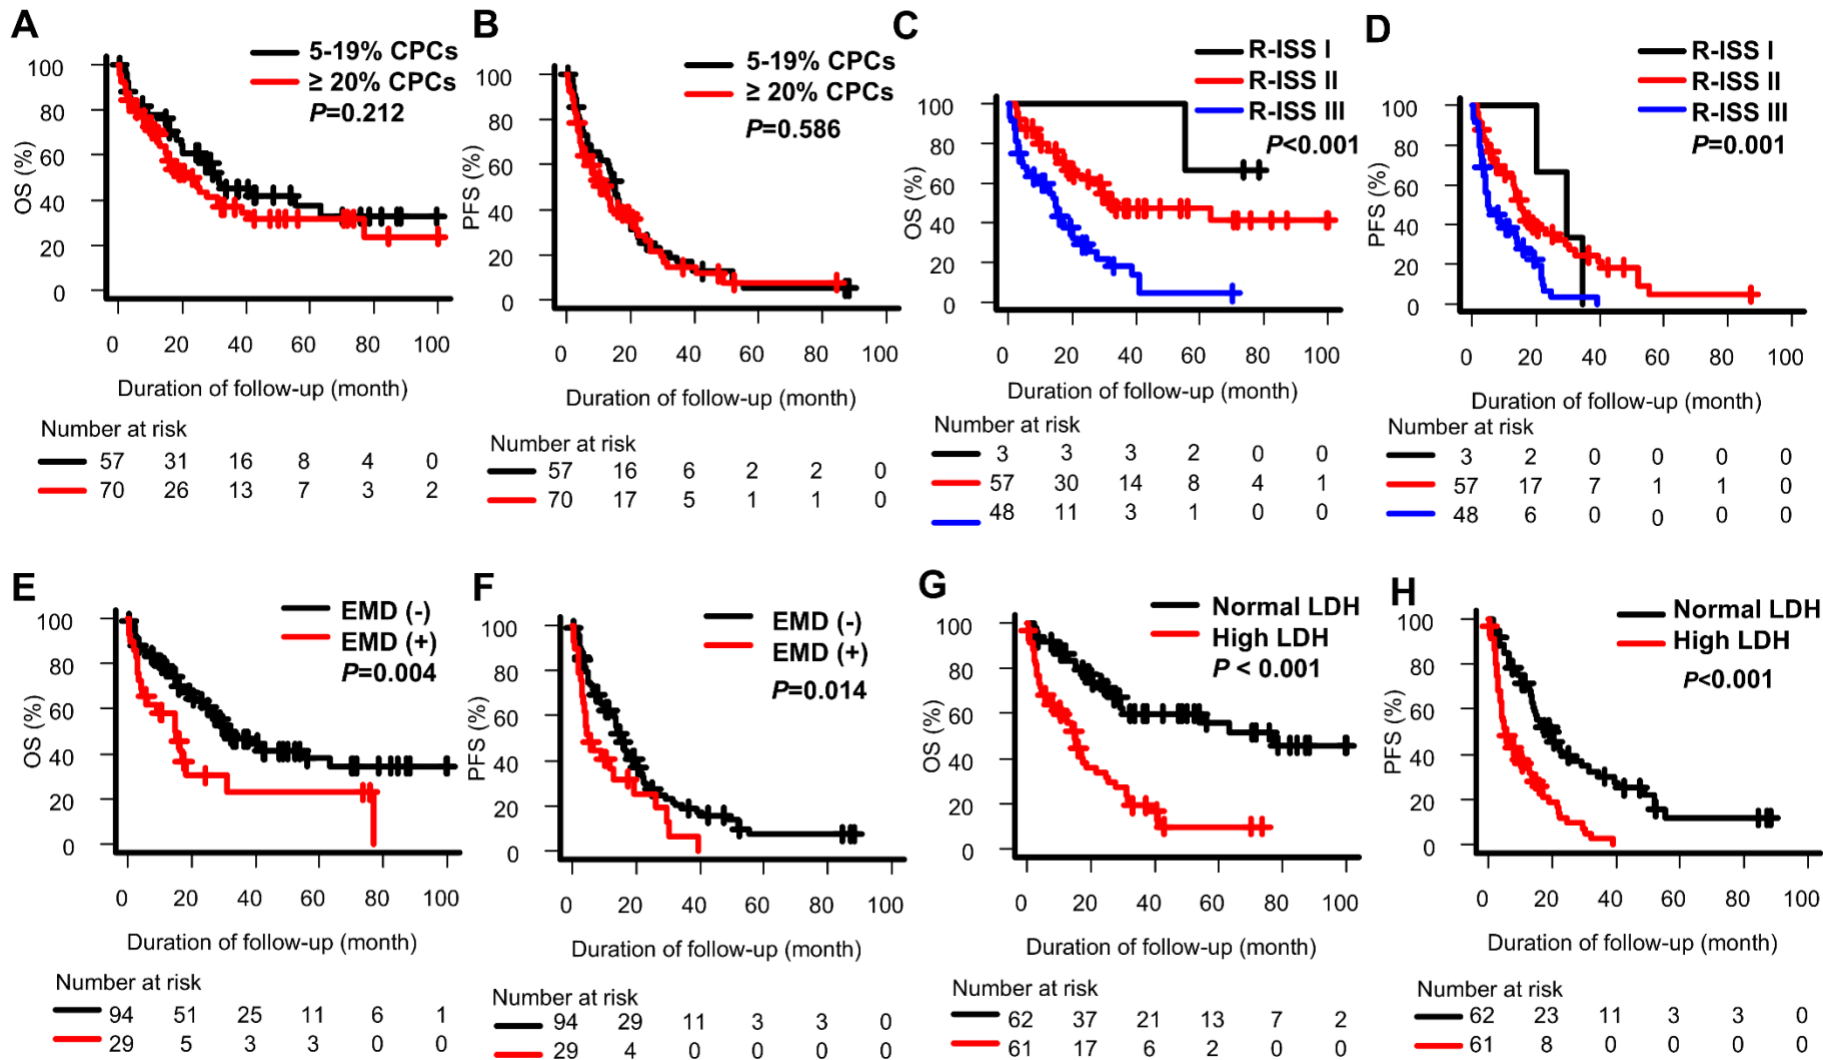 A
5-19% CPCs
≥ 20% CPCs
P=0.212
OS (%)
100
80
60
40
20
0
0 20 40 60 80 100
Duration of follow-up (month)
Number at risk
57 31 16 8 4 0
70 26 13 7 3 2
B
5-19% CPCs
≥ 20% CPCs
P=0.586
PFS (%)
100
80
60
40
20
0
0 20 40 60 80 100
Duration of follow-up (month)
Number at risk
57 16 6 2 2 0
70 17 5 1 1 0
C
R-ISS I
R-ISS II
R-ISS III
P<0.001
OS (%)
100
80
60
40
20
0
0 20 40 60 80 100
Duration of follow-up (month)
Number at risk
3 3 3 2 0 0
57 30 14 8 4 1
48 11 3 1 0 0
D
R-ISS I
R-ISS II
R-ISS III
P=0.001
PFS (%)
100
80
60
40
20
0
0 20 40 60 80 100
Duration of follow-up (month)
Number at risk
3 2 0 0 0 0
57 17 7 1 1 0
48 6 0 0 0 0
E
EMD (-)
EMD (+)
P=0.004
OS (%)
100
80
60
40
20
0
0 20 40 60 80 100
Duration of follow-up (month)
Number at risk
94 51 25 11 6 1
29 5 3 3 0 0
F
EMD (-)
EMD (+)
P=0.014
PFS (%)
100
80
60
40
20
0
0 20 40 60 80 100
Duration of follow-up (month)
Number at risk
94 29 11 3 3 0
29 4 0 0 0 0
G
Normal LDH
High LDH
P < 0.001
OS (%)
100
80
60
40
20
0
0 20 40 60 80 100
Duration of follow-up (month)
Number at risk
62 37 21 13 7 2
61 17 6 2 0 0
H
Normal LDH
High LDH
P<0.001
PFS (%)
100
80
60
40
20
0
0 20 40 60 80 100
Duration of follow-up (month)
Number at risk
62 23 11 3 3 0
61 8 0 0 0 0